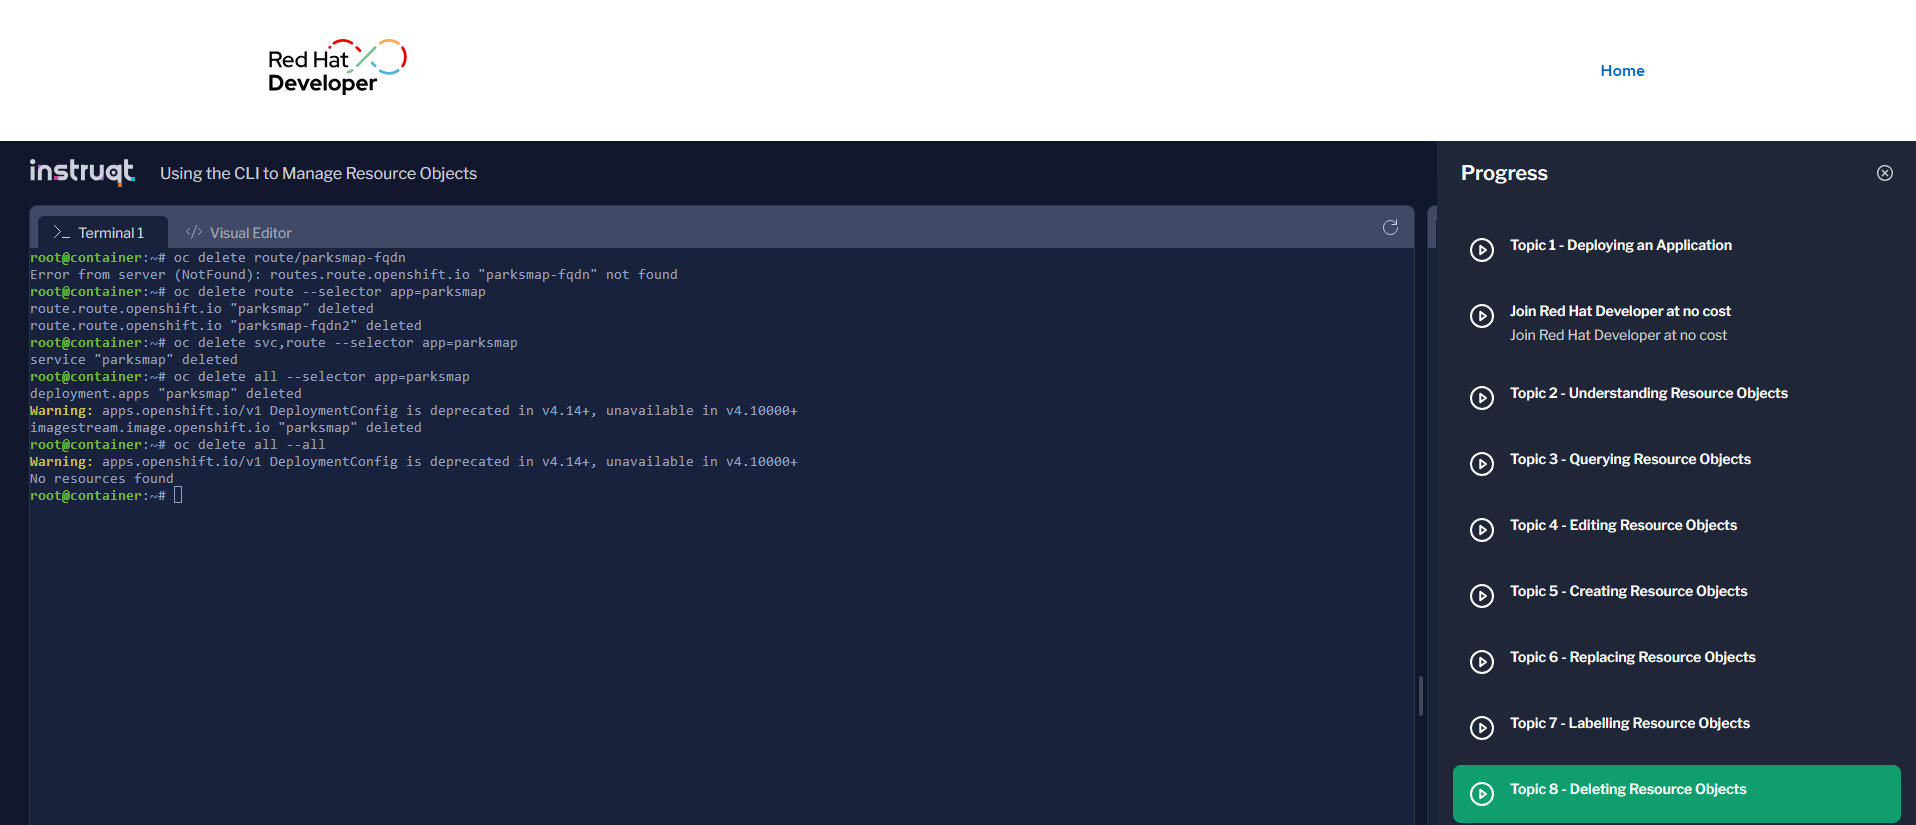 Red Hat
Developer
Home
instruqt
Using the CLI to Manage Resource Objects
>_ Terminal 1
</> Visual Editor
root@container:~# oc delete route/parksmap-fqdn
Error from server (NotFound): routes.route.openshift.io "parksmap-fqdn" not found
root@container:~# oc delete route --selector app=parksmap
route.route.openshift.io "parksmap" deleted
route.route.openshift.io "parksmap-fqdn2" deleted
root@container:~# oc delete svc,route --selector app=parksmap
service "parksmap" deleted
root@container:~# oc delete all --selector app=parksmap
deployment.apps "parksmap" deleted
Warning: apps.openshift.io/v1 DeploymentConfig is deprecated in v4.14+, unavailable in v4.10000+
imagestream.image.openshift.io "parksmap" deleted
root@container:~# oc delete all --all
Warning: apps.openshift.io/v1 DeploymentConfig is deprecated in v4.14+, unavailable in v4.10000+
No resources found
root@container:~#
Progress
Topic 1 - Deploying an Application
Join Red Hat Developer at no cost
Join Red Hat Developer at no cost
Topic 2 - Understanding Resource Objects
Topic 3 - Querying Resource Objects
Topic 4 - Editing Resource Objects
Topic 5 - Creating Resource Objects
Topic 6 - Replacing Resource Objects
Topic 7 - Labelling Resource Objects
Topic 8 - Deleting Resource Objects